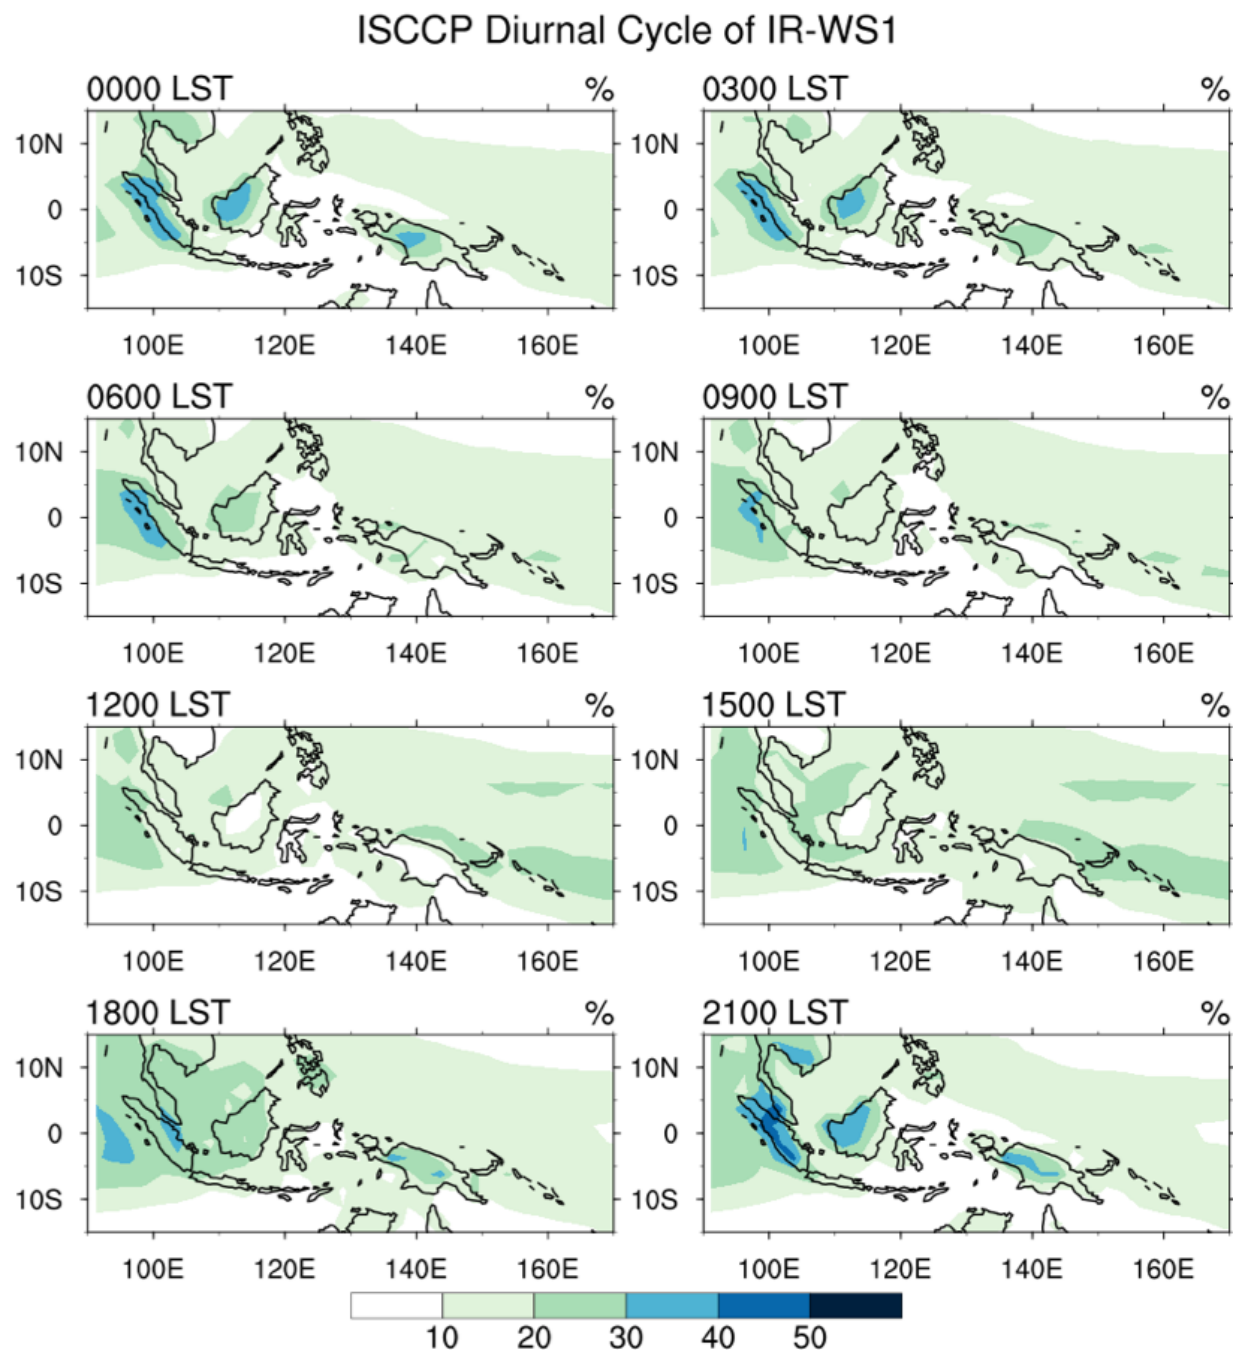 ISCCP Diurnal Cycle of IR-WS1
0000 LST % 0300 LST %
10N 10N
0 0
10S 10S
100E 120E 140E 160E 100E 120E 140E 160E
0600 LST % 0900 LST %
10N 10N
0 0
10S 10S
100E 120E 140E 160E 100E 120E 140E 160E
1200 LST % 1500 LST %
10N 10N
0 0
10S 10S
100E 120E 140E 160E 100E 120E 140E 160E
1800 LST % 2100 LST %
10N 10N
0 0
10S 10S
100E 120E 140E 160E 100E 120E 140E 160E
10 20 30 40 50